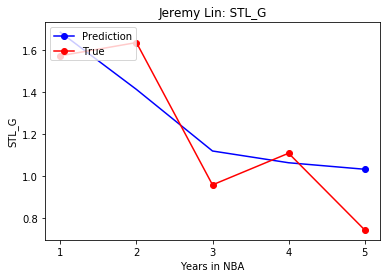 Jeremy Lin: STL_G
Prediction
True
STL_G
1.6
1.4
1.2
1.0
0.8
1 2 3 4 5
Years in NBA